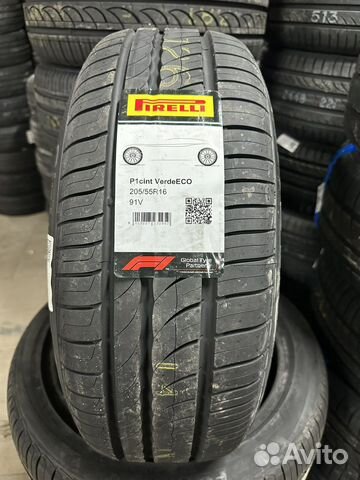 PIRELLI
P1cint VerdeECO
205/55R16
91V
Global Tyre
Partner
513
Avito